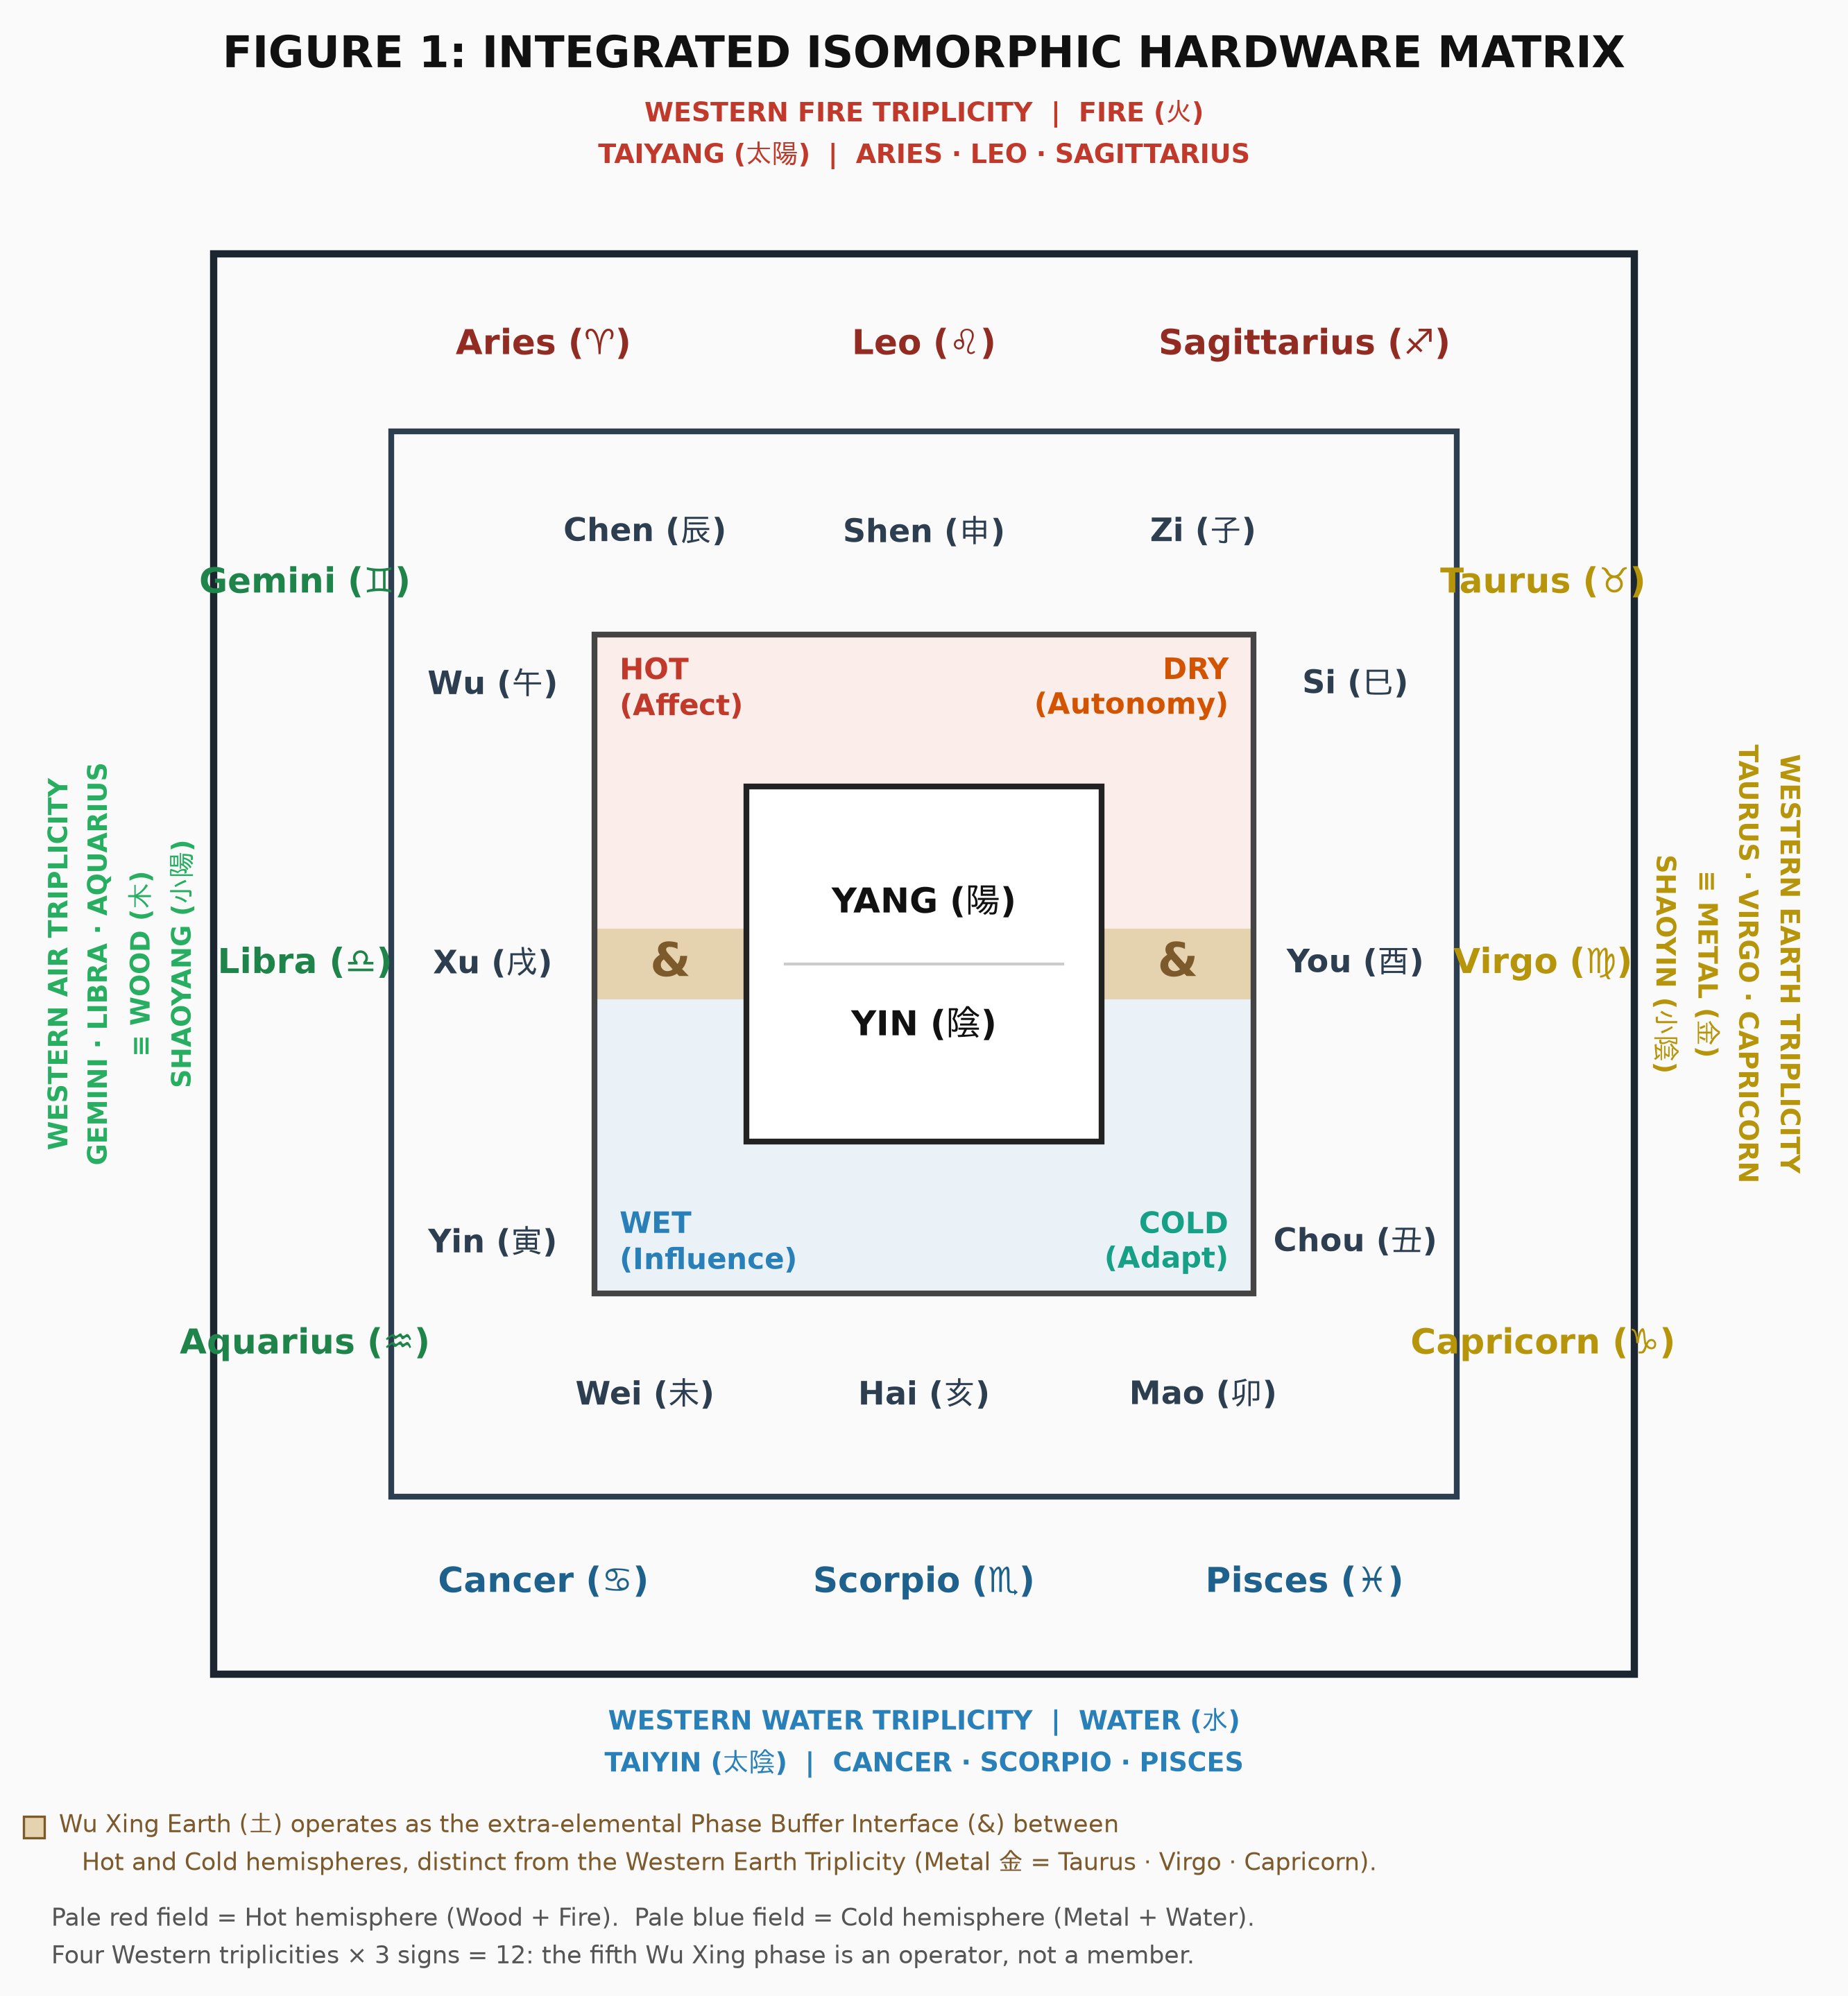 FIGURE 1: INTEGRATED ISOMORPHIC HARDWARE MATRIX
WESTERN FIRE TRIPLICITY | FIRE (火)
TAIYANG (太陽) | ARIES · LEO · SAGITTARIUS
Aries (♈) Leo (♌) Sagittarius (♐)
Chen (辰) Shen (申) Zi (子)
Gemini (♊) Taurus (♉)
Wu (午) Si (巳)
HOT
(Affect)
DRY
(Autonomy)
WESTERN AIR TRIPLICITY
GEMINI · LIBRA · AQUARIUS
≡ WOOD (木)
SHAOYANG (小陽)
YANG (陽)
Libra (♎) Xu (戌) & & You (酉) Virgo (♍)
YIN (陰)
WESTERN EARTH TRIPLICITY
TAURUS · VIRGO · CAPRICORN
≡ METAL (金)
SHAOYIN (小陰)
WET
(Influence)
COLD
(Adapt)
Yin (寅) Chou (丑)
Aquarius (♒) Capricorn (♑)
Wei (未) Hai (亥) Mao (卯)
Cancer (♋) Scorpio (♏) Pisces (♓)
WESTERN WATER TRIPLICITY | WATER (水)
TAIYIN (太陰) | CANCER · SCORPIO · PISCES
Wu Xing Earth (土) operates as the extra-elemental Phase Buffer Interface (&) between
Hot and Cold hemispheres, distinct from the Western Earth Triplicity (Metal 金 = Taurus · Virgo · Capricorn).
Pale red field = Hot hemisphere (Wood + Fire). Pale blue field = Cold hemisphere (Metal + Water).
Four Western triplicities × 3 signs = 12: the fifth Wu Xing phase is an operator, not a member.